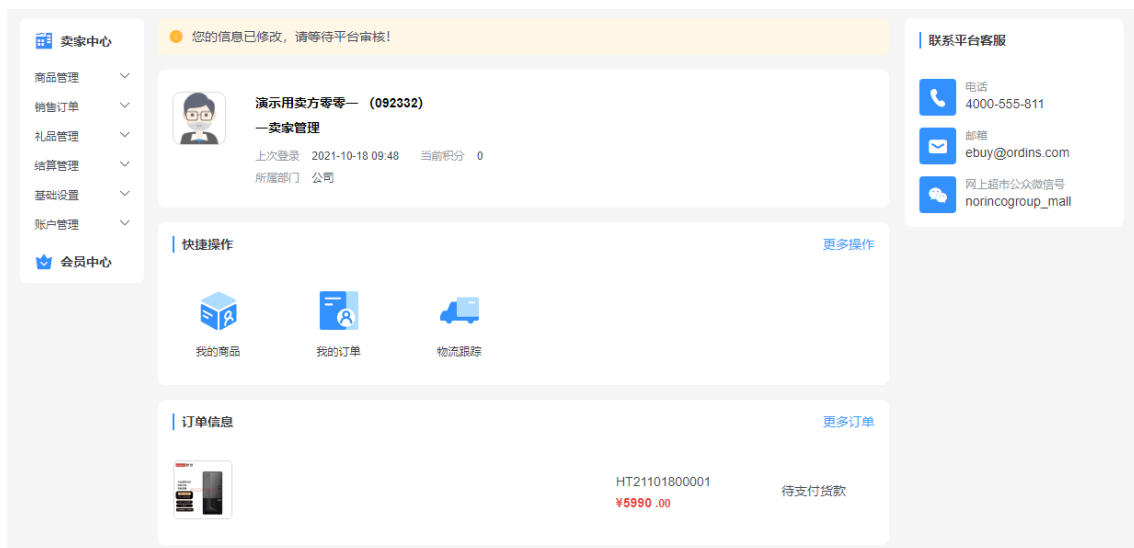 卖家中心
商品管理
销售订单
礼品管理
结算管理
基础设置
账户管理
会员中心
您的信息已修改，请等待平台审核！
演示用卖方零零一 （092332）
—卖家管理
上次登录 2021-10-18 09:48 当前积分 0
所属部门 公司
快捷操作 更多操作
我的商品 我的订单 物流跟踪
订单信息 更多订单
HT21101800001
¥5990 .00
待支付货款
联系平台客服
电话
4000-555-811
邮箱
ebuy@ordins.com
网上超市公众微信号
norincogroup_mall